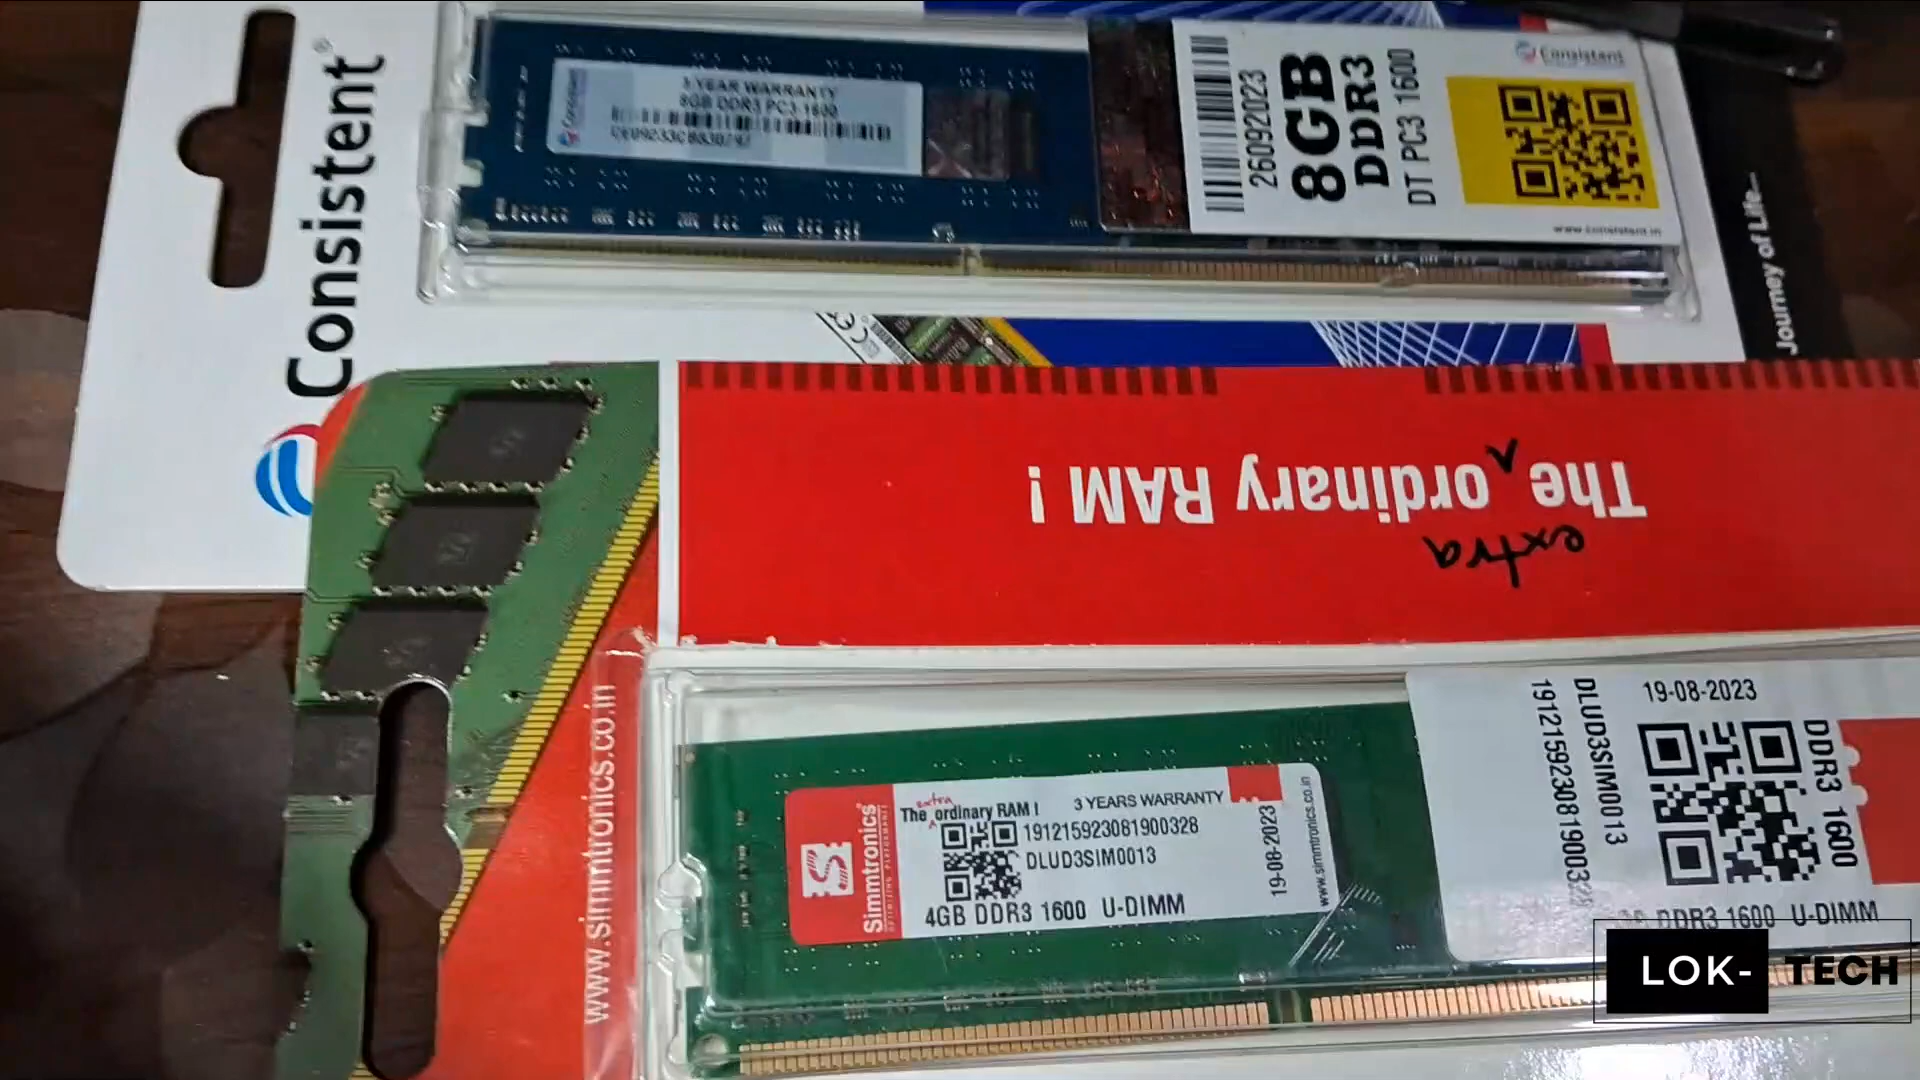 Consistent
3 YEAR WARRANTY
8GB DDR3 PC3-1600
Consistent
26092023
8GB
DDR3
DT PC3 1600
Consistent
www.consistent.in
Journey of Life...
The ordinary RAM !
extra
www.simmtronics.co.in
Simmtronics
The extra ordinary RAM !
3 YEARS WARRANTY
191215923081900328
DLUD3SIM0013
4GB DDR3 1600 U-DIMM
19-08-2023
www.simmtronics.co.in
19-08-2023
DLUD3SIM0013
DDR3 1600
DDR3 1600 U-DIMM
LOK-TECH